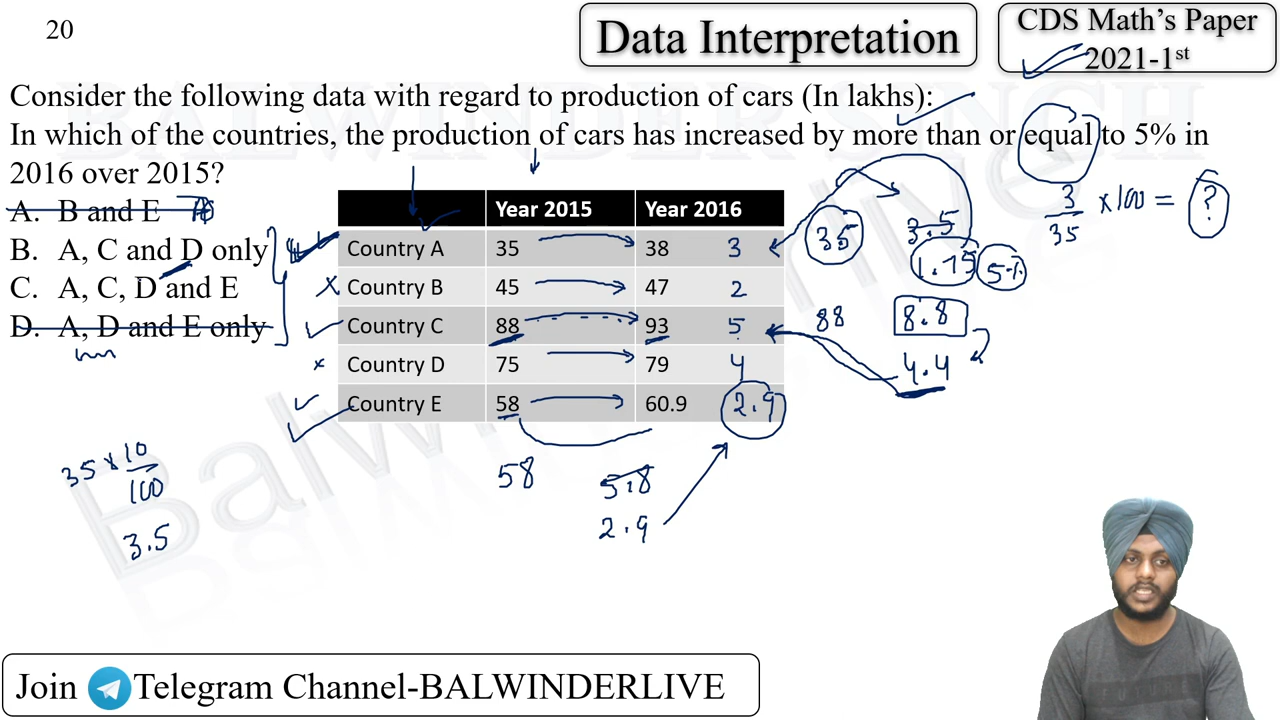 20
Data Interpretation
CDS Math's Paper
2021-1st
Consider the following data with regard to production of cars (In lakhs):
In which of the countries, the production of cars has increased by more than or equal to 5% in
2016 over 2015?
A. B and E
B. A, C and D only
C. A, C, D and E
D. A, D and E only
Year 2015 Year 2016
Country A 35 38 3
Country B 45 47 2
Country C 88 93 5
Country D 75 79 4
Country E 58 60.9 2.9
35 3.5
1.75 5%
3/35 × 100 = ?
88 8.8
4.4
58 5.8
2.9
35 × 10/100
3.5
Balwinderlive
Join Telegram Channel-BALWINDERLIVE